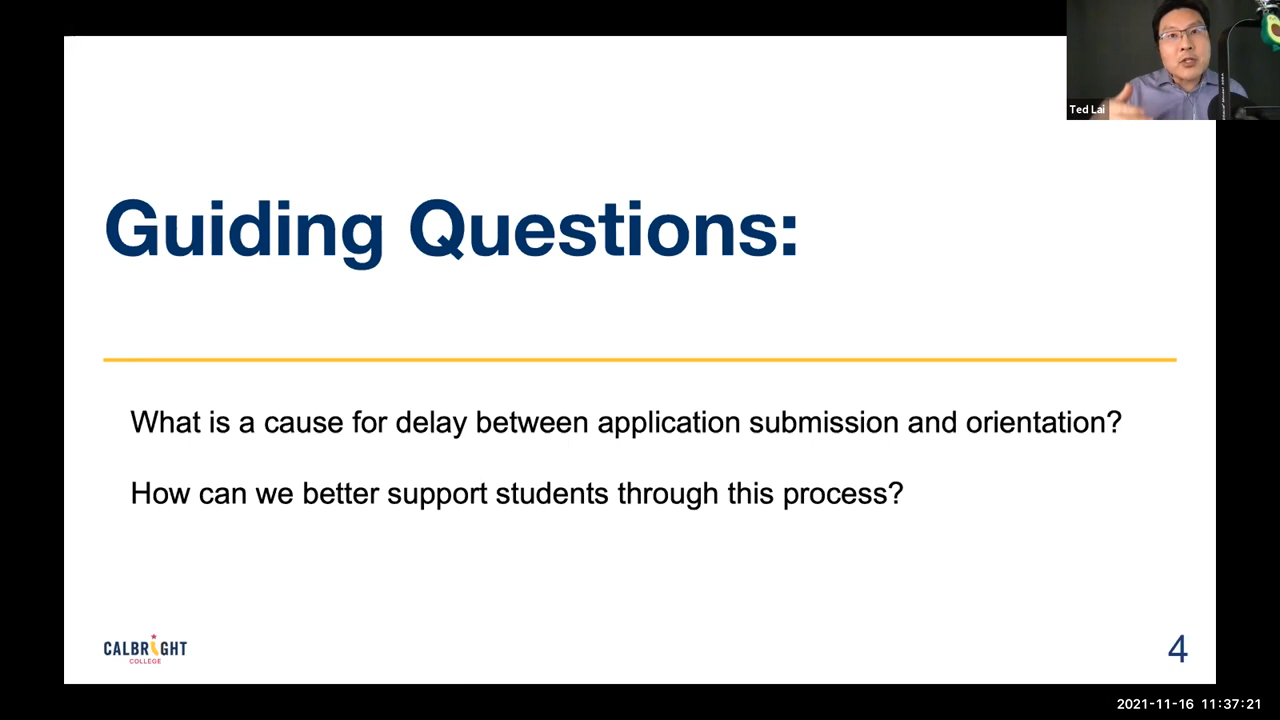 Ted Lai
Guiding Questions:
What is a cause for delay between application submission and orientation?
How can we better support students through this process?
CALBRIGHT
COLLEGE
4
2021-11-16 11:37:21